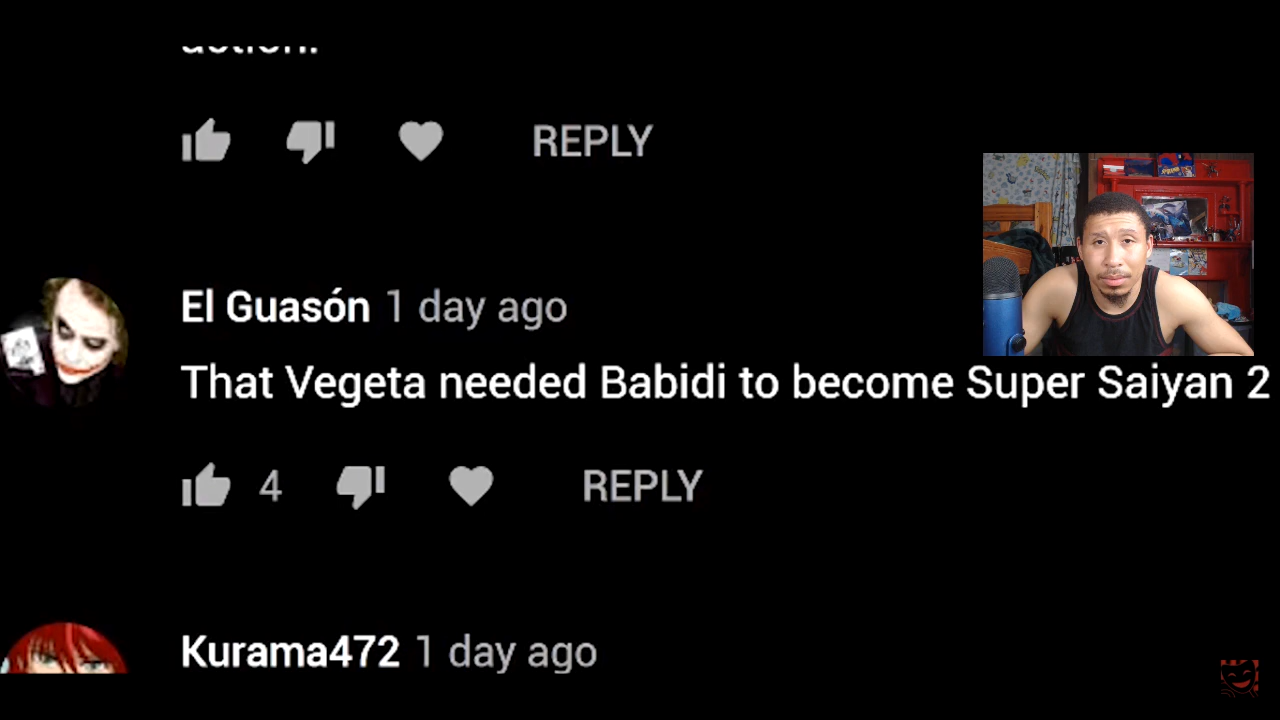 REPLY
El Guasón 1 day ago
That Vegeta needed Babidi to become Super Saiyan 2
4 REPLY
Kurama472 1 day ago